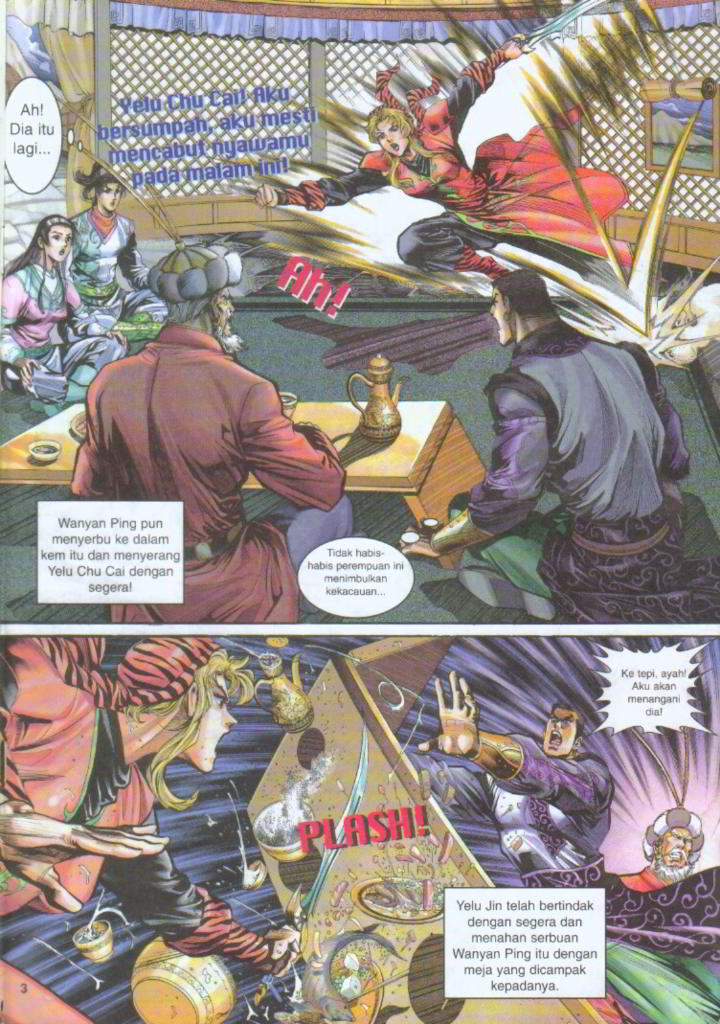 Ah!
Dia itu
lagi...
Yelu Chu Cai! Aku
bersumpah, aku mesti
mencabut nyawamu
pada malam ini!
Ah!
Wanyan Ping pun
menyerbu ke dalam
kem itu dan menyerang
Yelu Chu Cai dengan
segera!
Tidak habis-
habis perempuan ini
menimbulkan
kekacauan...
Ke tepi, ayah!
Aku akan
menangani
dia!
PLASH!
Yelu Jin telah bertindak
dengan segera dan
menahan serbuan
Wanyan Ping itu dengan
meja yang dicampak
kepadanya.
3